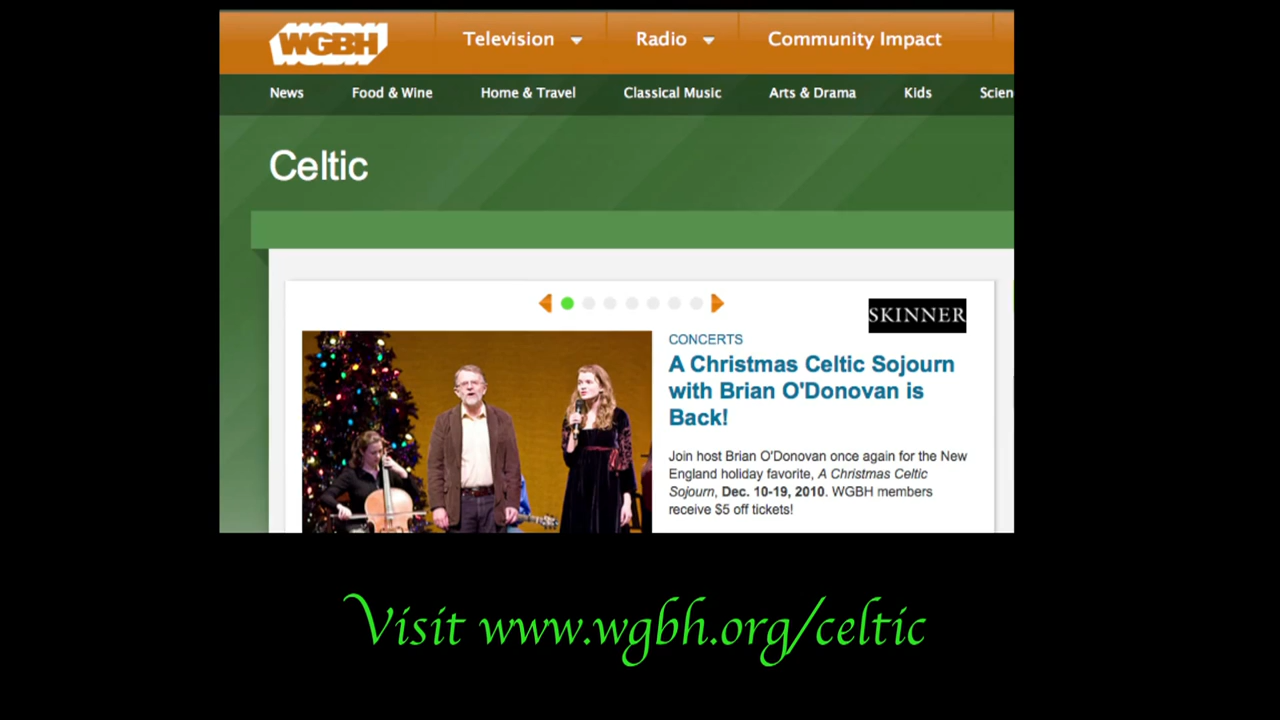 WGBH
Television
Radio
Community Impact
News
Food & Wine
Home & Travel
Classical Music
Arts & Drama
Kids
Scien
Celtic
SKINNER
CONCERTS
A Christmas Celtic Sojourn
with Brian O'Donovan is
Back!
Join host Brian O'Donovan once again for the New
England holiday favorite, A Christmas Celtic
Sojourn, Dec. 10-19, 2010. WGBH members
receive $5 off tickets!
Visit www.wgbh.org/celtic